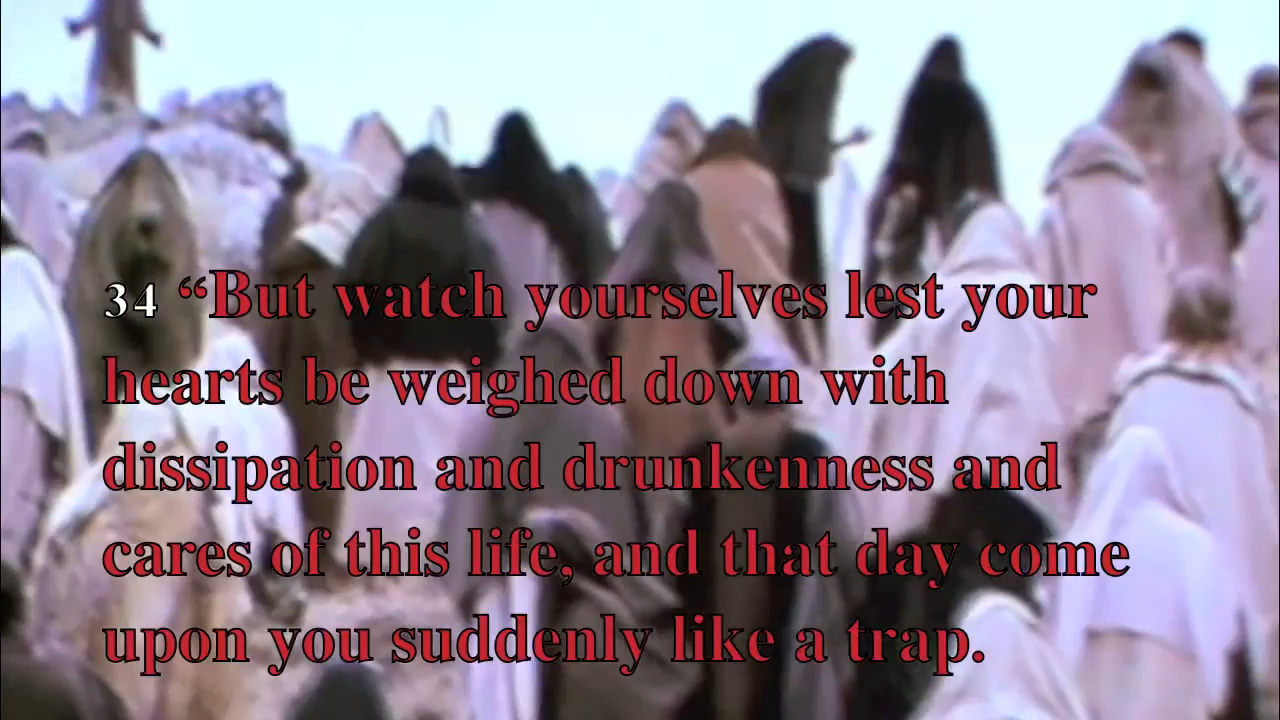 34 “But watch yourselves lest your
hearts be weighed down with
dissipation and drunkenness and
cares of this life, and that day come
upon you suddenly like a trap.